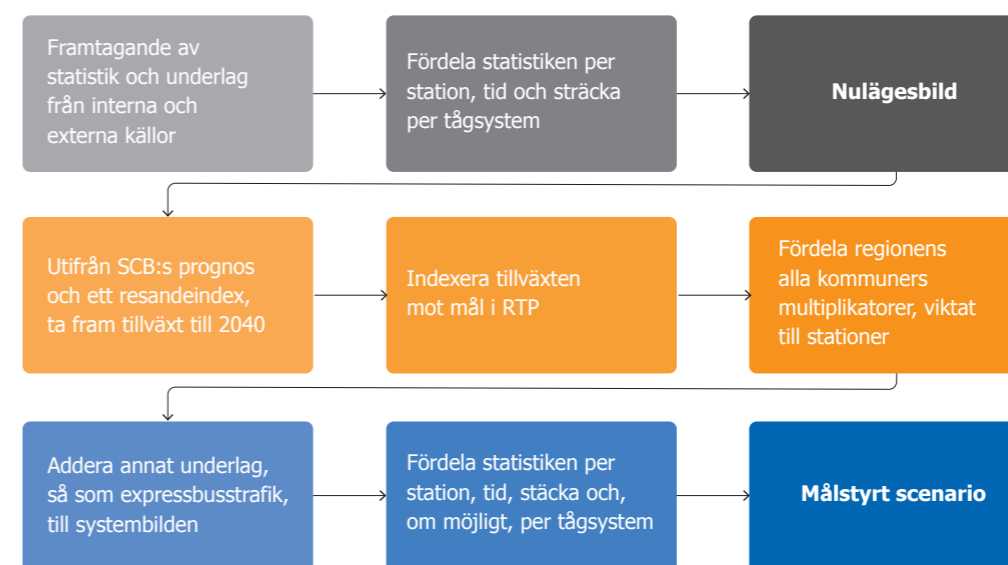 Framtagande av
statistik och underlag
från interna och
externa källor
Fördela statistiken per
station, tid och sträcka
per tågsystem
Nulägesbild
Utifrån SCB:s prognos
och ett resandeindex,
ta fram tillväxt till 2040
Indexera tillväxten
mot mål i RTP
Fördela regionens
alla kommuners
multiplikatorer, viktat
till stationer
Addera annat underlag,
så som expressbusstrafik,
till systembilden
Fördela statistiken per
station, tid, stäcka och,
om möjligt, per tågsystem
Målstyrt scenario